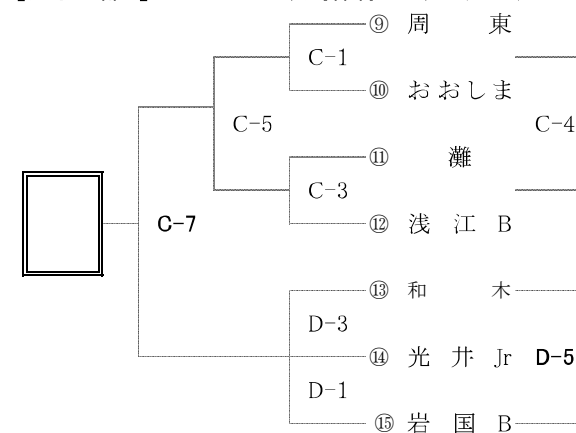 ⑨ 周 東
C-1
⑩ おおしま
C-5 C-4
⑪ 灘
C-3
C-7 ⑫ 浅 江 B
⑬ 和 木
D-3
⑭ 光 井 Jr D-5
D-1
⑮ 岩 国 B